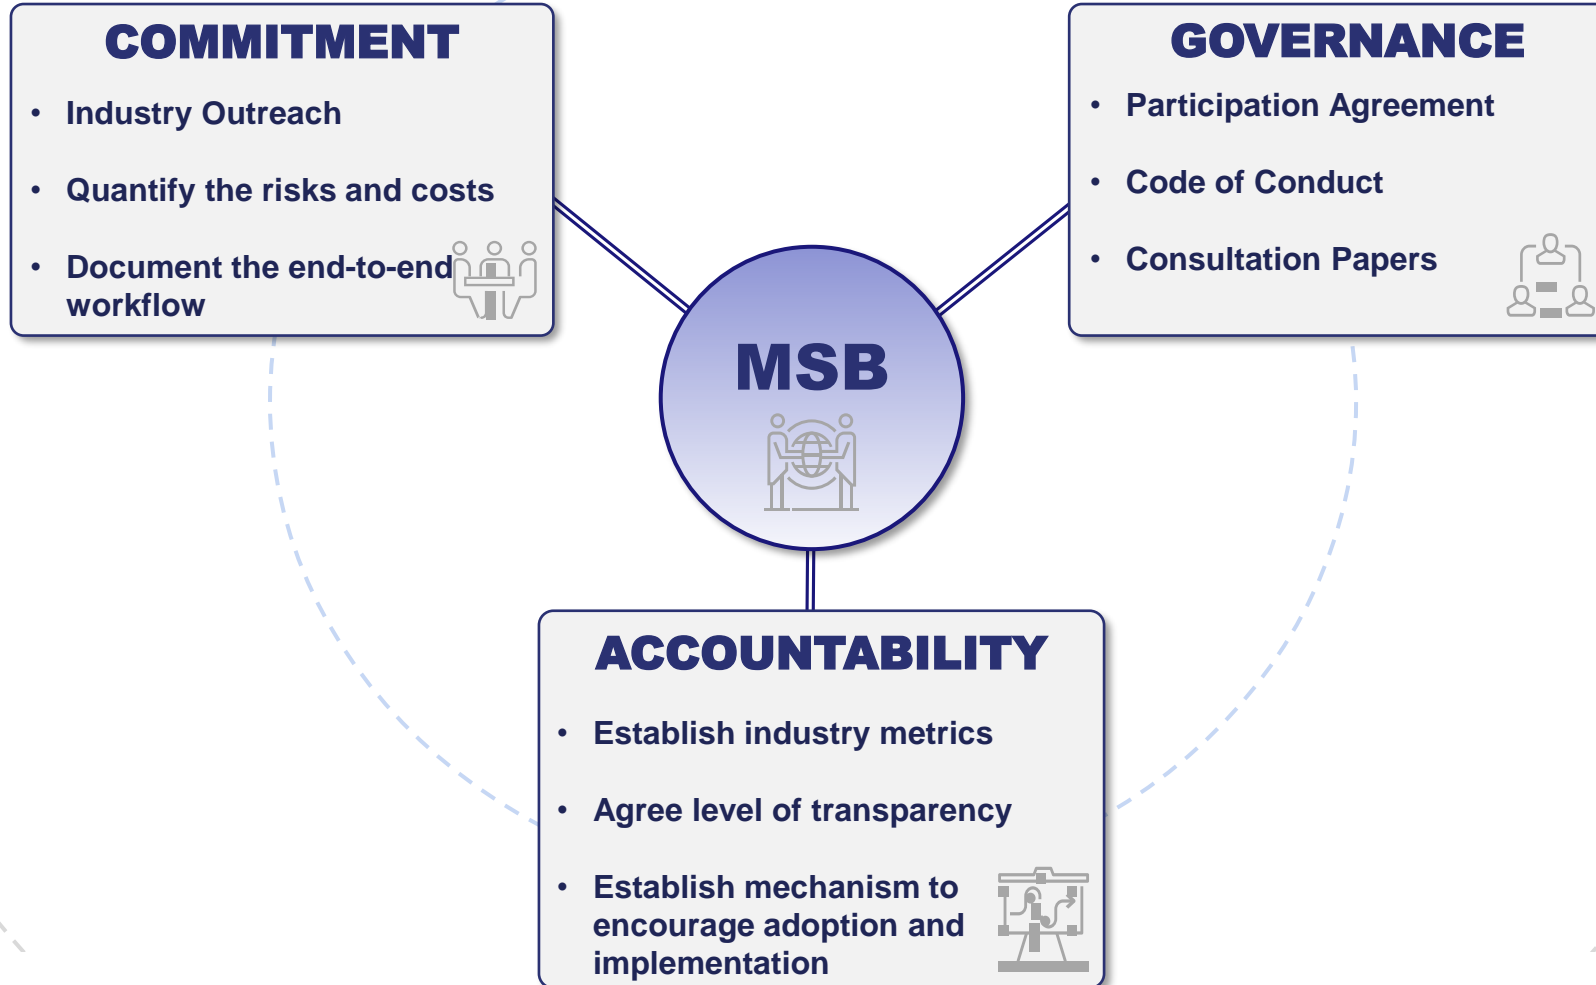 COMMITMENT
• Industry Outreach
• Quantify the risks and costs
• Document the end-to-end
workflow
GOVERNANCE
• Participation Agreement
• Code of Conduct
• Consultation Papers
MSB
ACCOUNTABILITY
• Establish industry metrics
• Agree level of transparency
• Establish mechanism to
encourage adoption and
implementation